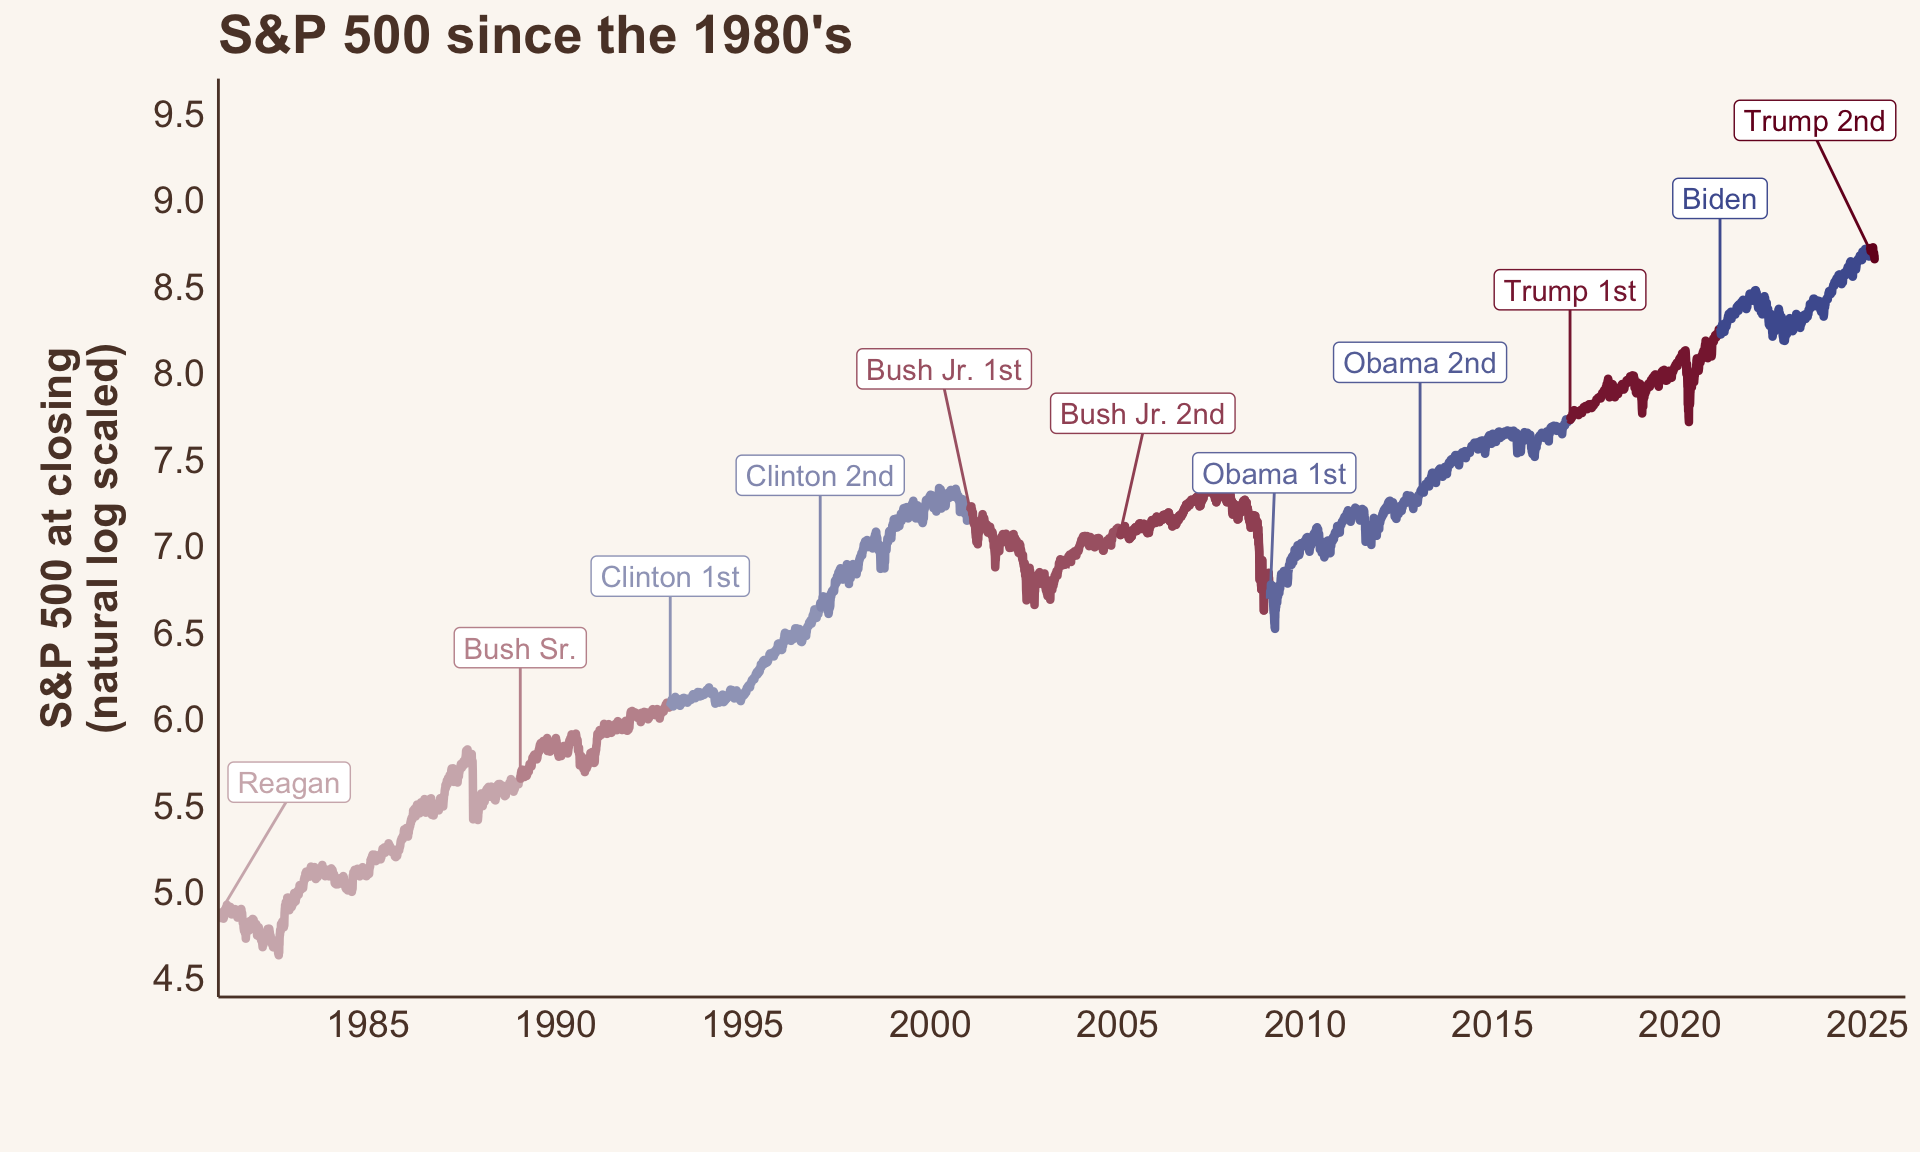 S&P 500 since the 1980's
S&P 500 at closing
(natural log scaled)
9.5
9.0
8.5
8.0
7.5
7.0
6.5
6.0
5.5
5.0
4.5
Trump 2nd
Biden
Trump 1st
Obama 2nd
Bush Jr. 1st
Bush Jr. 2nd
Obama 1st
Clinton 2nd
Clinton 1st
Bush Sr.
Reagan
1985 1990 1995 2000 2005 2010 2015 2020 2025